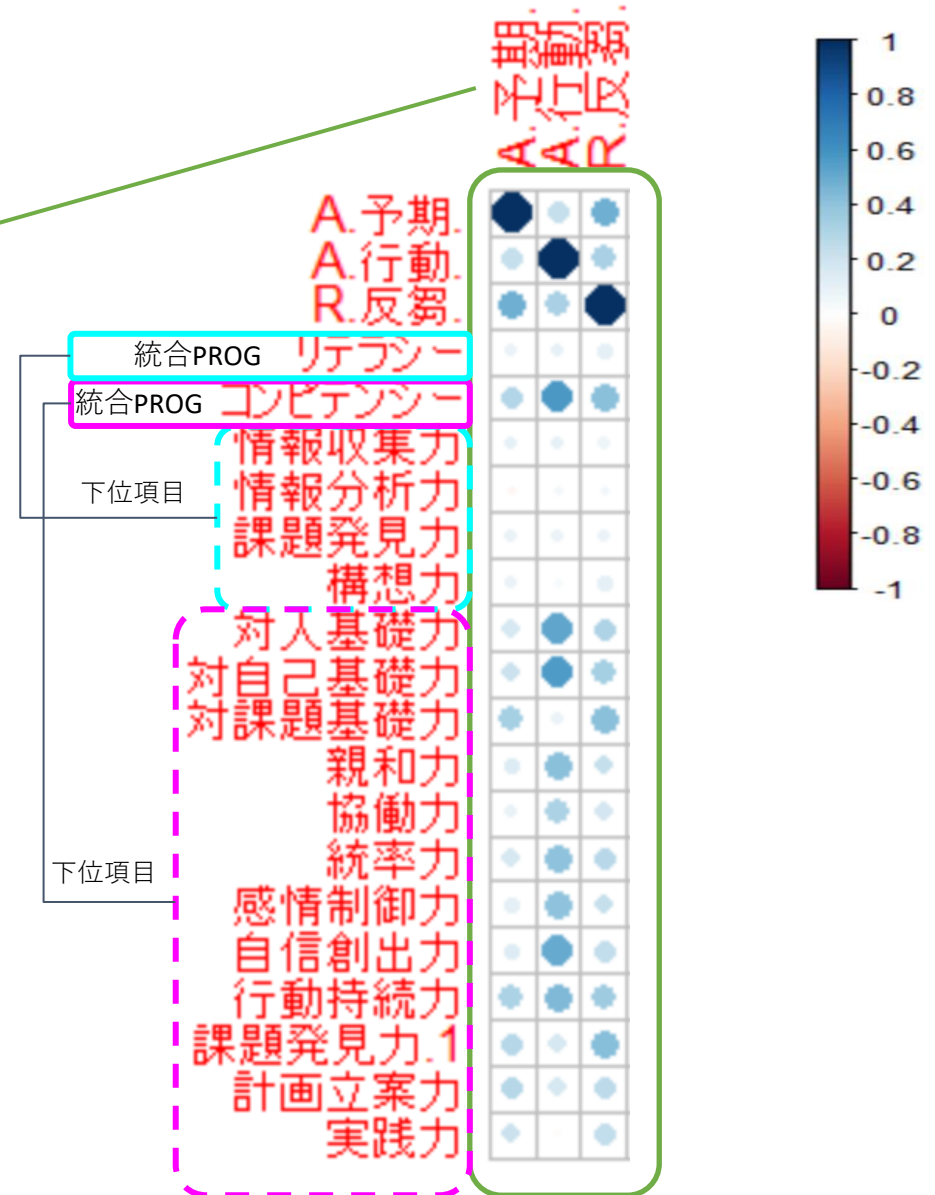 A.予期.
A.行動.
R.反芻.
A.予期.
A.行動.
R.反芻.
統合PROG リテラシー
統合PROG コンピテンシー
情報収集力
情報分析力
課題発見力
構想力
対人基礎力
対自己基礎力
対課題基礎力
親和力
協働力
統率力
感情制御力
自信創出力
行動持続力
課題発見力.1
計画立案力
実践力
下位項目
下位項目
1
0.8
0.6
0.4
0.2
0
-0.2
-0.4
-0.6
-0.8
-1